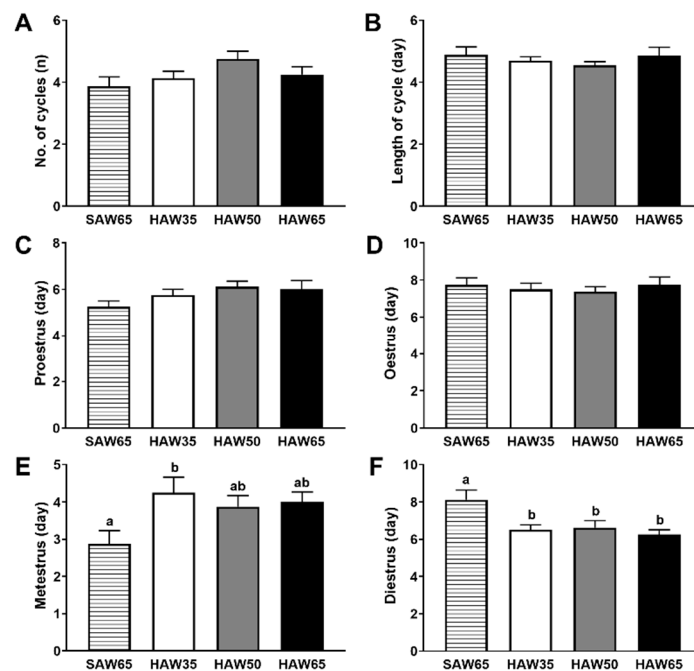 A
No. of cycles (n)
6
4
2
0
SAW65 HAW35 HAW50 HAW65
B
Length of cycle (day)
6
4
2
0
SAW65 HAW35 HAW50 HAW65
C
Proestrus (day)
8
6
4
2
0
SAW65 HAW35 HAW50 HAW65
D
Oestrus (day)
10
8
6
4
2
0
SAW65 HAW35 HAW50 HAW65
E
Metestrus (day)
5
4
3
2
1
0
a b ab ab
SAW65 HAW35 HAW50 HAW65
F
Diestrus (day)
10
8
6
4
2
0
a b b b
SAW65 HAW35 HAW50 HAW65